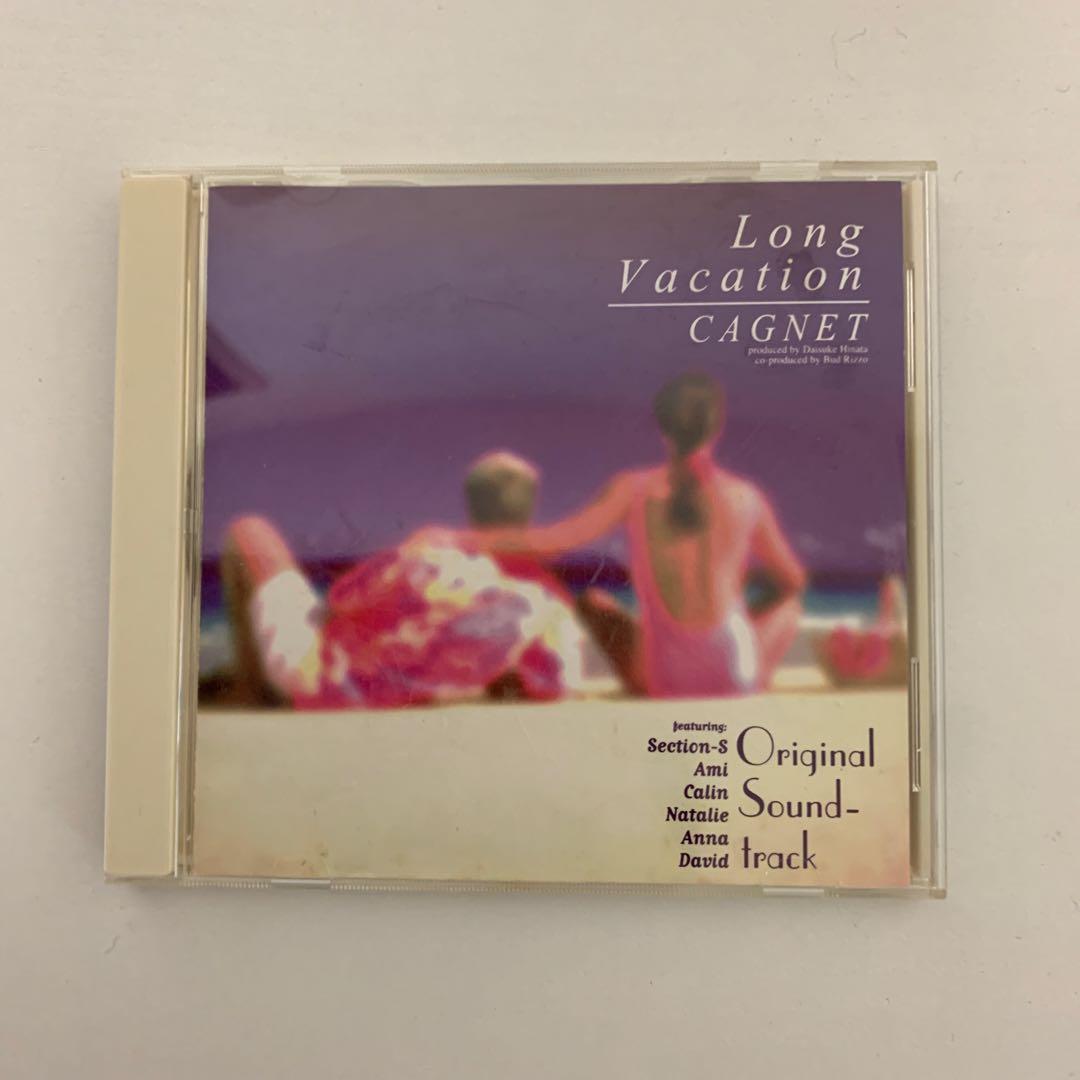 Long
Vacation
CAGNET
produced by Daisuke Hinata
co-produced by Bud Rizzo
featuring:
Section-S
Ami
Calin
Natalie
Anna
David
Original
Sound-
track